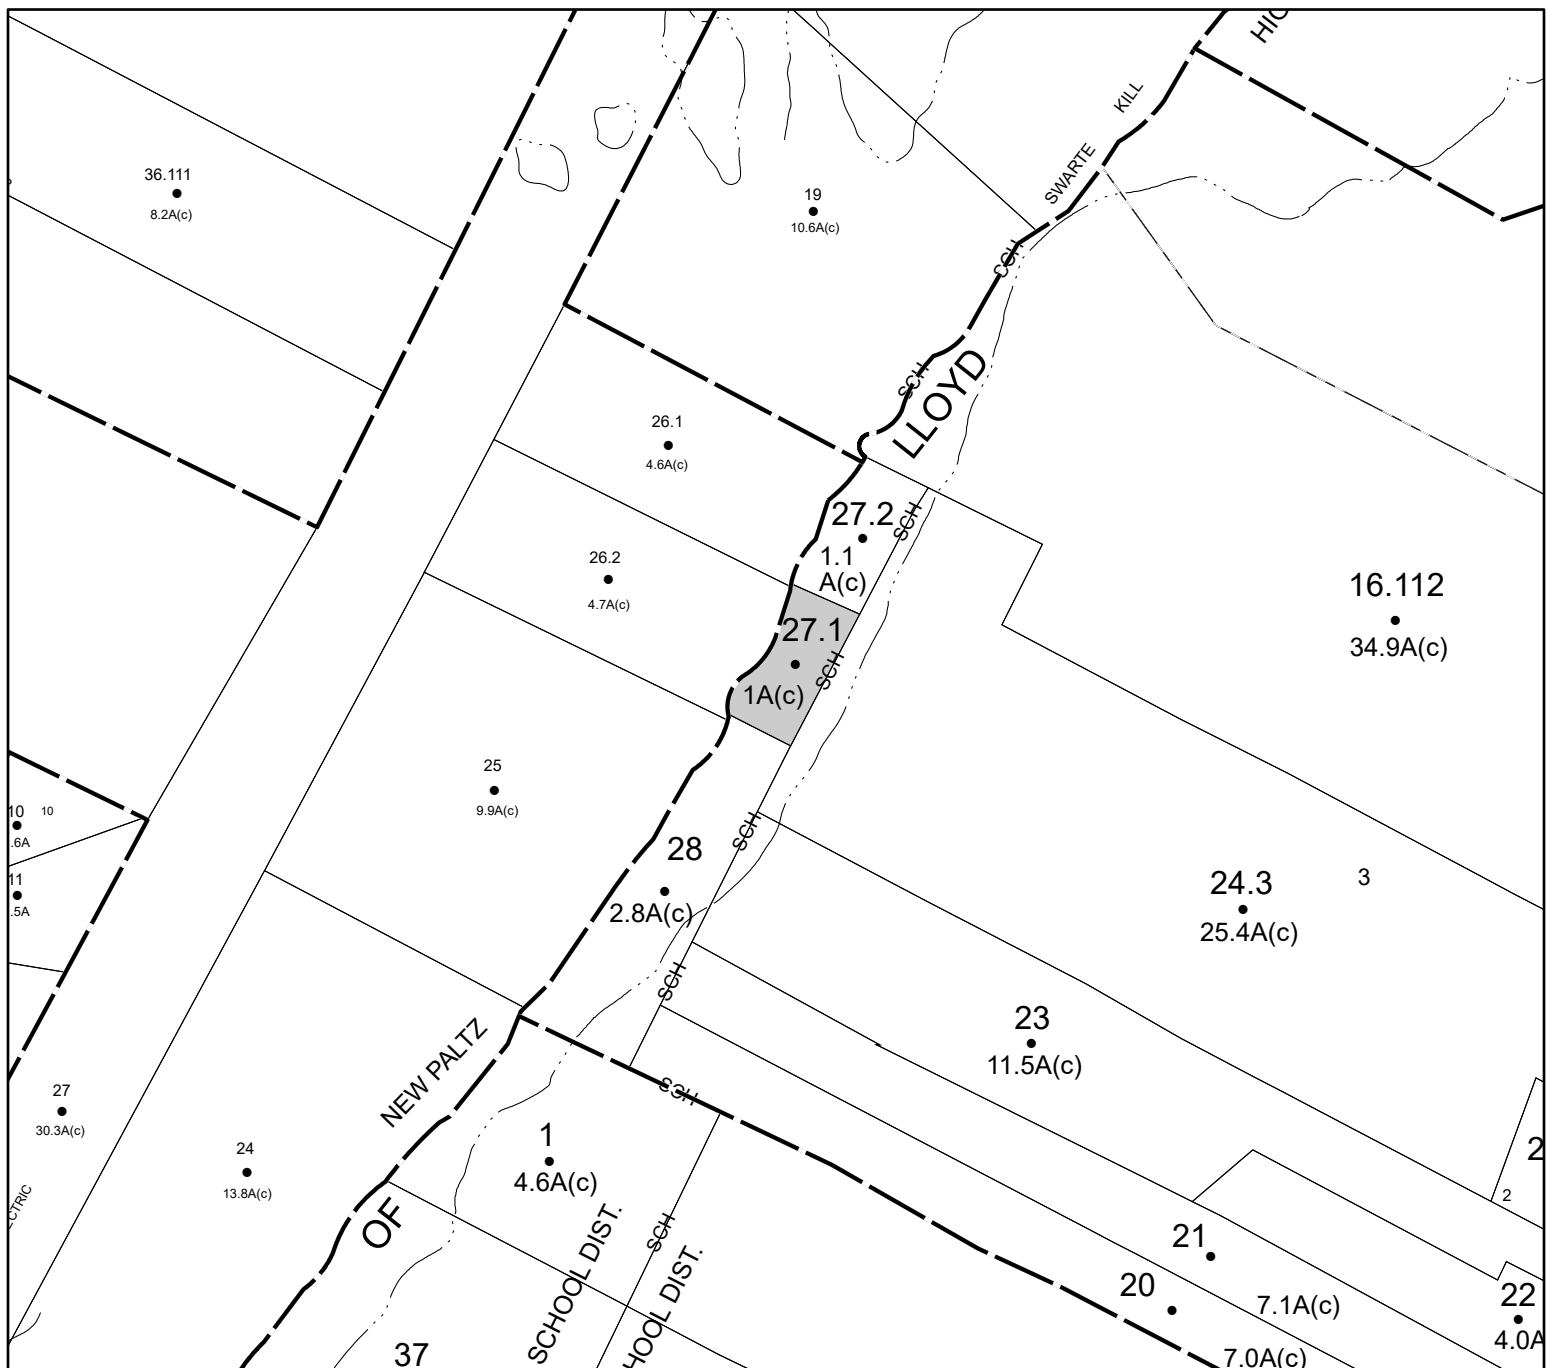 HIG
KILL
SWARTE
36.111
8.2A(c)
19
10.6A(c)
SCH
SCH
LLOYD
26.1
4.6A(c)
27.2
SCH
1.1
A(c)
26.2
4.7A(c)
16.112
34.9A(c)
27.1
SCH
1A(c)
25
9.9A(c)
10 10
.6A
SCH
28
2.8A(c)
11
.5A
24.3 3
25.4A(c)
SCH
23
11.5A(c)
NEW PALTZ
SCH
27
30.3A(c)
24
13.8A(c)
1
4.6A(c)
2
2
ECTRIC
OF
SCH
SCHOOL DIST.
HOOL DIST.
21
7.1A(c)
20
7.0A(c)
22
4.0A
37